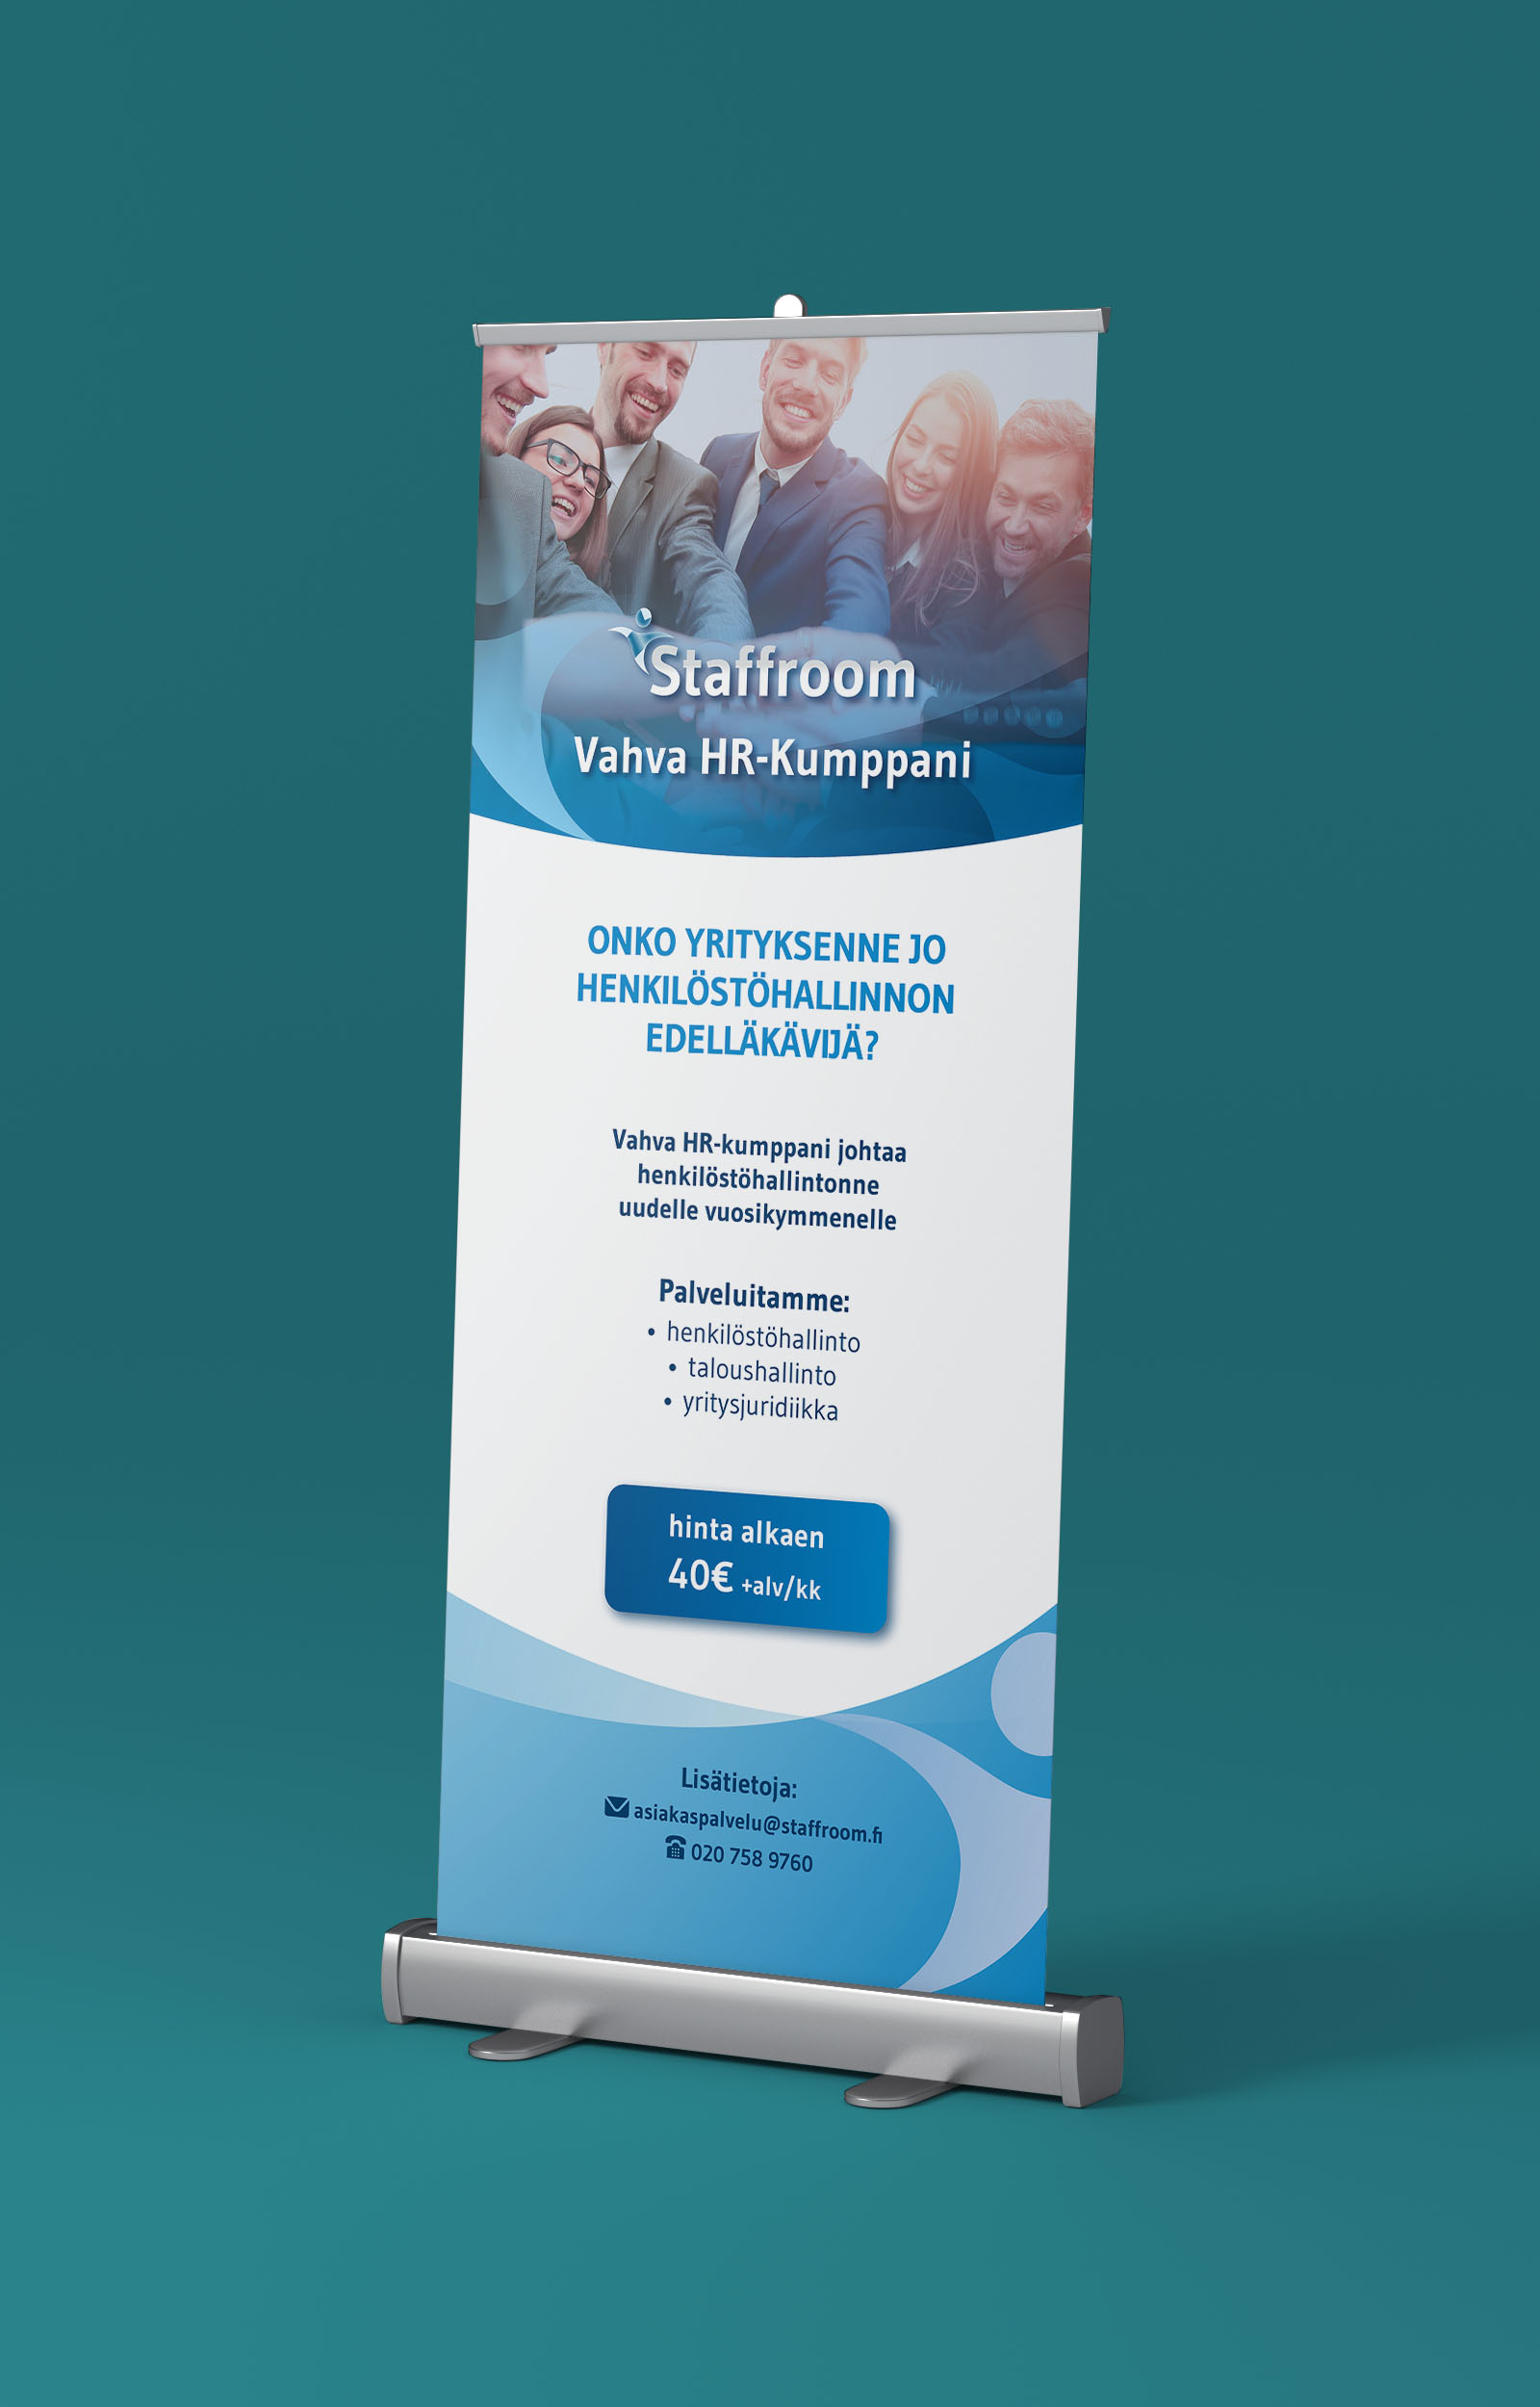 Staffroom
Vahva HR-Kumppani
ONKO YRITYKSENNE JO
HENKILÖSTÖHALLINNON
EDELLÄKÄVIJÄ?
Vahva HR-kumppani johtaa
henkilöstöhallintonne
uudelle vuosikymmenelle
Palveluitamme:
• henkilöstöhallinto
• taloushallinto
• yritysjuridiikka
hinta alkaen
40€ +alv/kk
Lisätietoja:
asiakaspalvelu@staffroom.fi
020 758 9760